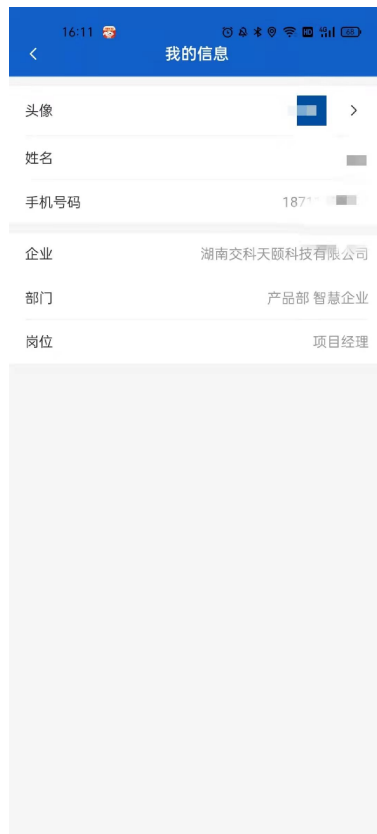 16:11
我的信息
头像
姓名
手机号码 1871
企业 湖南交科天颐科技有限公司
部门 产品部 智慧企业
岗位 项目经理